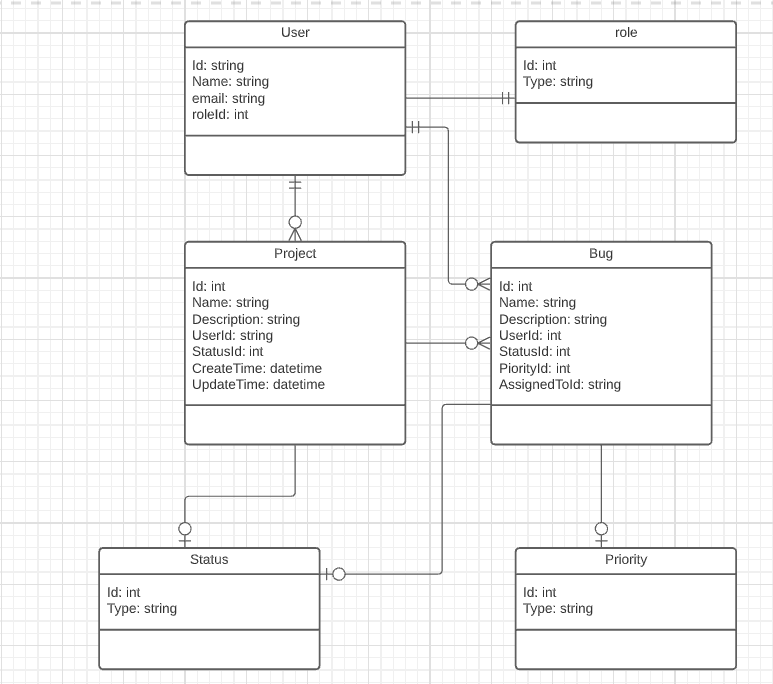 User
Id: string
Name: string
email: string
roleId: int
role
Id: int
Type: string
Project
Id: int
Name: string
Description: string
UserId: string
StatusId: int
CreateTime: datetime
UpdateTime: datetime
Bug
Id: int
Name: string
Description: string
UserId: int
StatusId: int
PiorityId: int
AssignedToId: string
Status
Id: int
Type: string
Priority
Id: int
Type: string